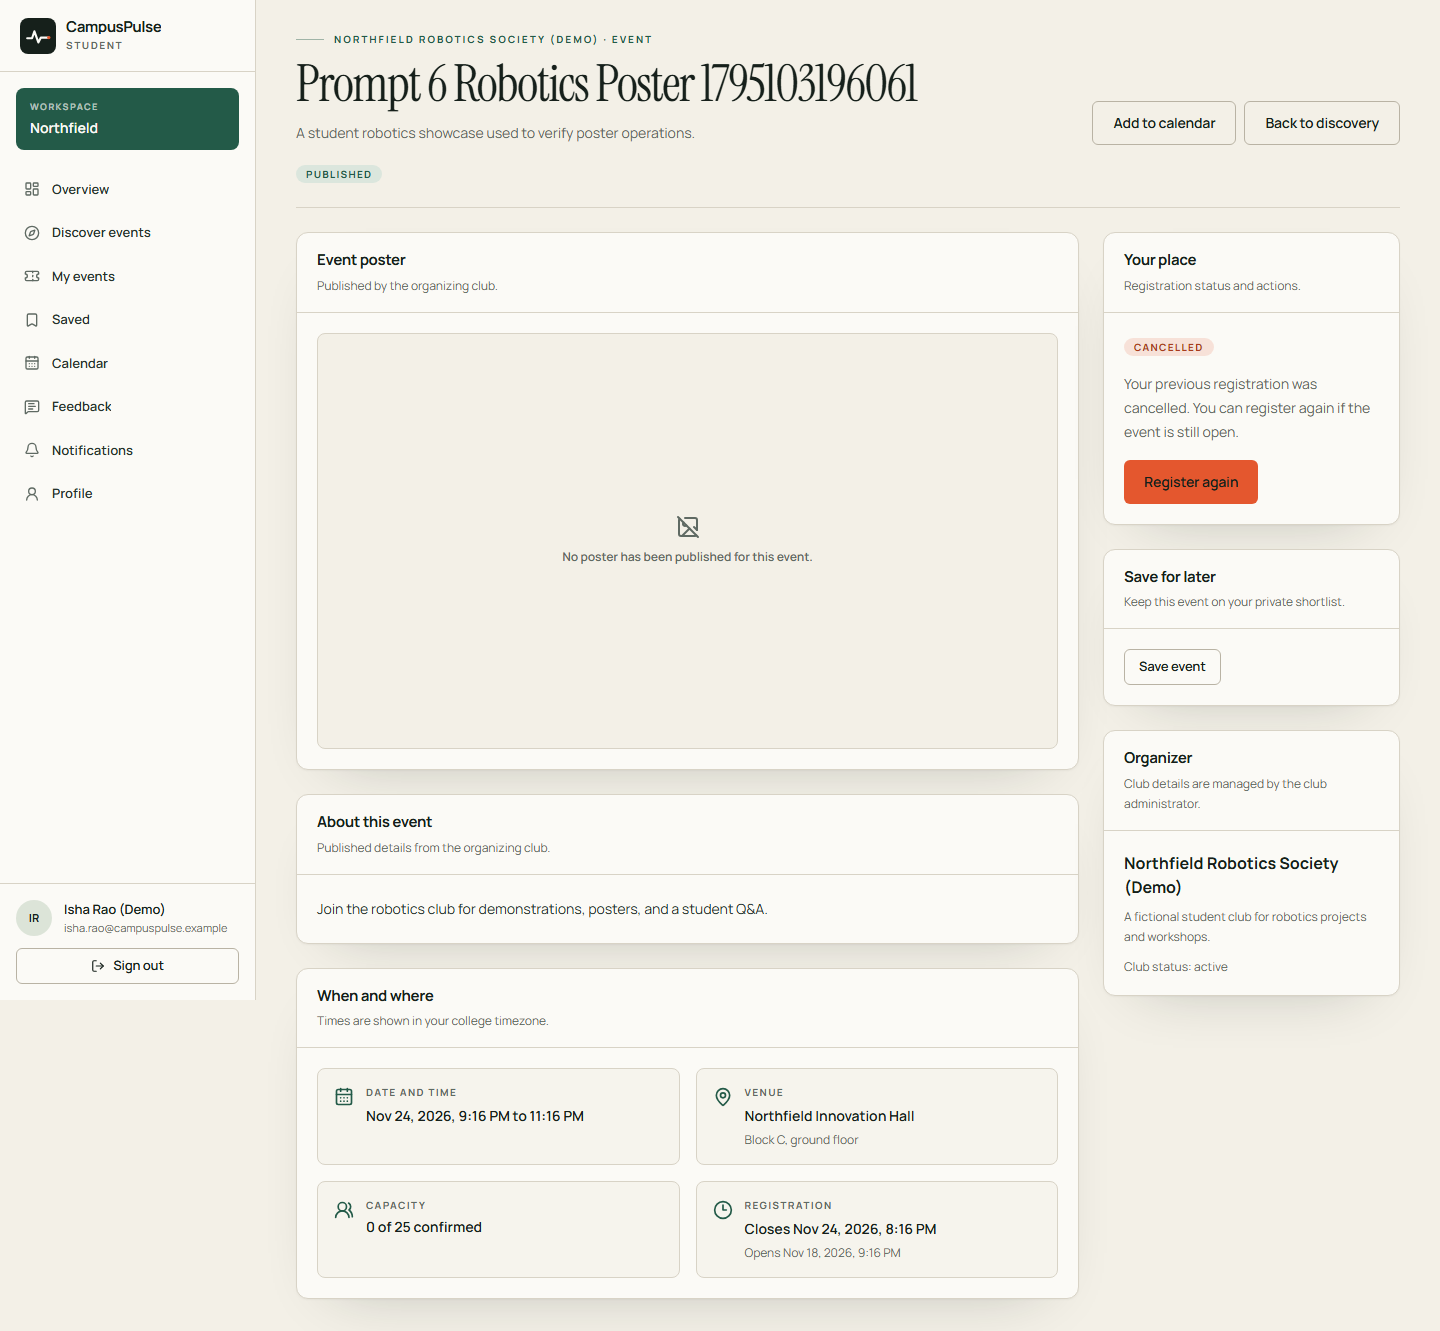 CampusPulse
STUDENT
WORKSPACE
Northfield
Overview
Discover events
My events
Saved
Calendar
Feedback
Notifications
Profile
IR
Isha Rao (Demo)
isha.rao@campuspulse.example
Sign out
NORTHFIELD ROBOTICS SOCIETY (DEMO) · EVENT
Prompt 6 Robotics Poster 1795103196061
A student robotics showcase used to verify poster operations.
PUBLISHED
Add to calendar
Back to discovery
Event poster
Published by the organizing club.
No poster has been published for this event.
About this event
Published details from the organizing club.
Join the robotics club for demonstrations, posters, and a student Q&A.
When and where
Times are shown in your college timezone.
DATE AND TIME
Nov 24, 2026, 9:16 PM to 11:16 PM
VENUE
Northfield Innovation Hall
Block C, ground floor
CAPACITY
0 of 25 confirmed
REGISTRATION
Closes Nov 24, 2026, 8:16 PM
Opens Nov 18, 2026, 9:16 PM
Your place
Registration status and actions.
CANCELLED
Your previous registration was
cancelled. You can register again if the
event is still open.
Register again
Save for later
Keep this event on your private shortlist.
Save event
Organizer
Club details are managed by the club
administrator.
Northfield Robotics Society
(Demo)
A fictional student club for robotics projects
and workshops.
Club status: active